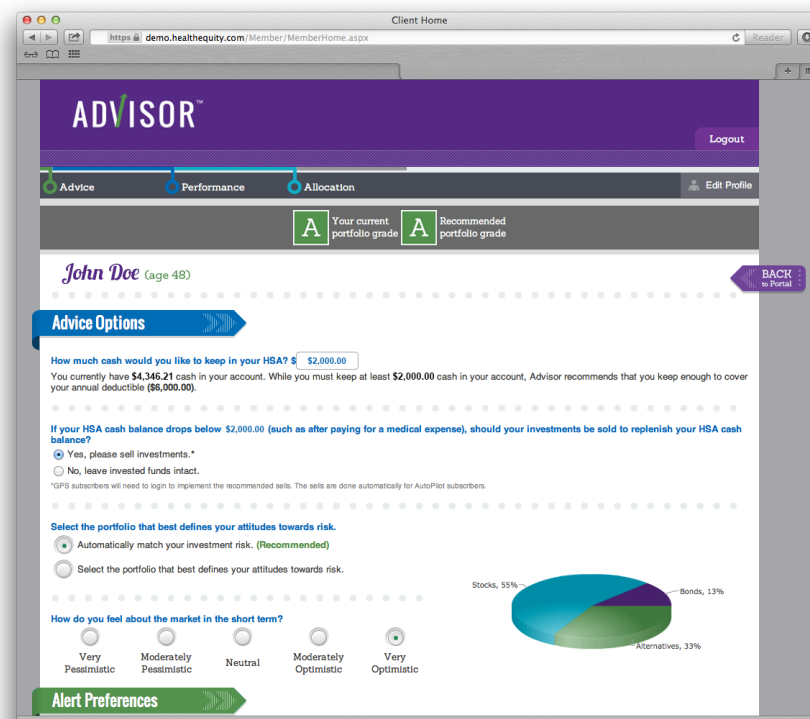 Client Home
https demo.healthequity.com/Member/MemberHome.aspx
Reader
ADVISOR™
Logout
Advice
Performance
Allocation
Edit Profile
A
Your current
portfolio grade
A
Recommended
portfolio grade
John Doe (age 48)
BACK
to Portal
Advice Options
How much cash would you like to keep in your HSA? $ $2,000.00
You currently have $4,346.21 cash in your account. While you must keep at least $2,000.00 cash in your account, Advisor recommends that you keep enough to cover
your annual deductible ($6,000.00).
If your HSA cash balance drops below $2,000.00 (such as after paying for a medical expense), should your investments be sold to replenish your HSA cash
balance?
Yes, please sell investments.*
No, leave invested funds intact.
*GPS subscribers will need to login to implement the recommended sells. The sells are done automatically for AutoPilot subscribers.
Select the portfolio that best defines your attitudes towards risk.
Automatically match your investment risk. (Recommended)
Select the portfolio that best defines your attitudes towards risk.
Stocks, 55%
Bonds, 13%
Alternatives, 33%
How do you feel about the market in the short term?
Very
Pessimistic
Moderately
Pessimistic
Neutral
Moderately
Optimistic
Very
Optimistic
Alert Preferences